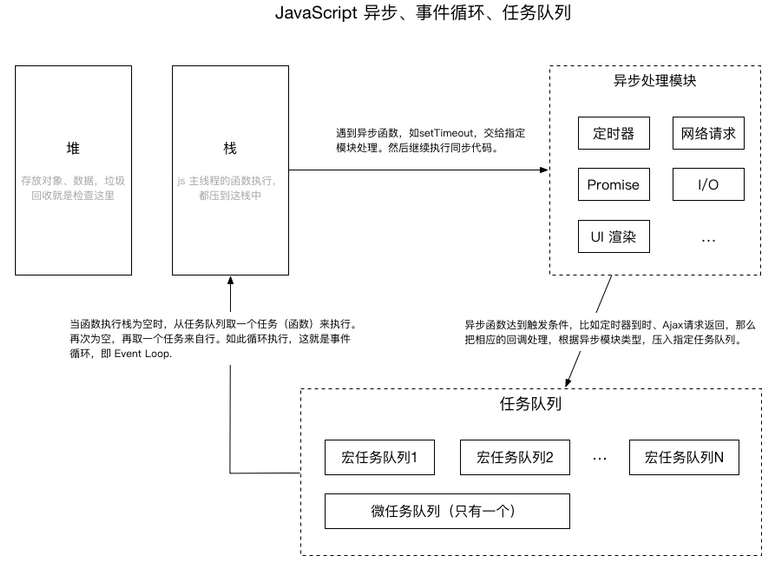 JavaScript 异步、事件循环、任务队列
堆
存放对象、数据，垃圾
回收就是检查这里
栈
js 主线程的函数执行，
都压到这栈中
遇到异步函数，如setTimeout，交给指定
模块处理。然后继续执行同步代码。
异步处理模块
定时器
网络请求
Promise
I/O
UI 渲染
...
当函数执行栈为空时，从任务队列取一个任务（函数）来执行。
再次为空，再取一个任务来自行。如此循环执行，这就是事件
循环，即 Event Loop.
异步函数达到触发条件，比如定时器到时、Ajax请求返回，那么
把相应的回调处理，根据异步模块类型，压入指定任务队列。
任务队列
宏任务队列1
宏任务队列2
...
宏任务队列N
微任务队列（只有一个）